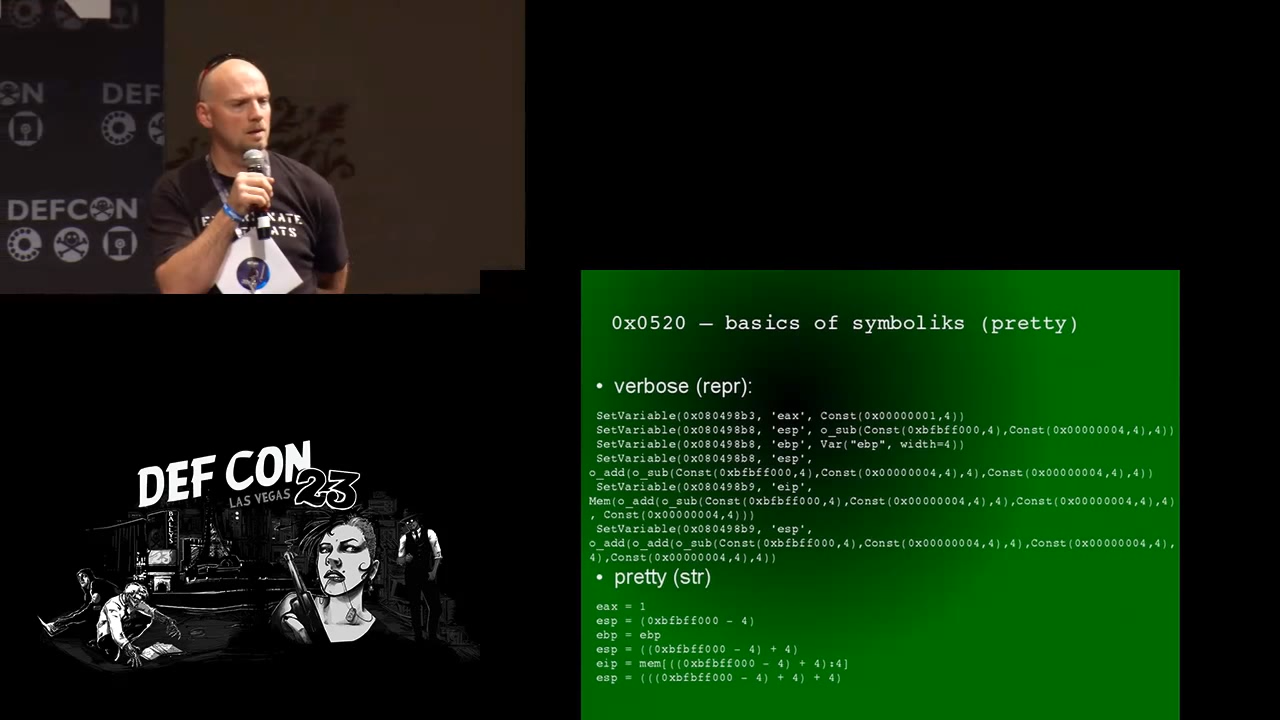 DEF
DEFCON
ATS
DEF CON 23
LAS VEGAS
BALLYS
0x0520 – basics of symboliks (pretty)
• verbose (repr):
SetVariable(0x080498b3, 'eax', Const(0x00000001,4))
SetVariable(0x080498b8, 'esp', o_sub(Const(0xbfbff000,4),Const(0x00000004,4),4))
SetVariable(0x080498b8, 'ebp', Var("ebp", width=4))
SetVariable(0x080498b8, 'esp',
o_add(o_sub(Const(0xbfbff000,4),Const(0x00000004,4),4),Const(0x00000004,4),4))
SetVariable(0x080498b9, 'eip',
Mem(o_add(o_sub(Const(0xbfbff000,4),Const(0x00000004,4),4),Const(0x00000004,4),4)
, Const(0x00000004,4)))
SetVariable(0x080498b9, 'esp',
o_add(o_add(o_sub(Const(0xbfbff000,4),Const(0x00000004,4),4),Const(0x00000004,4),
4),Const(0x00000004,4),4))
• pretty (str)
eax = 1
esp = (0xbfbff000 - 4)
ebp = ebp
esp = ((0xbfbff000 - 4) + 4)
eip = mem[((0xbfbff000 - 4) + 4):4]
esp = (((0xbfbff000 - 4) + 4) + 4)